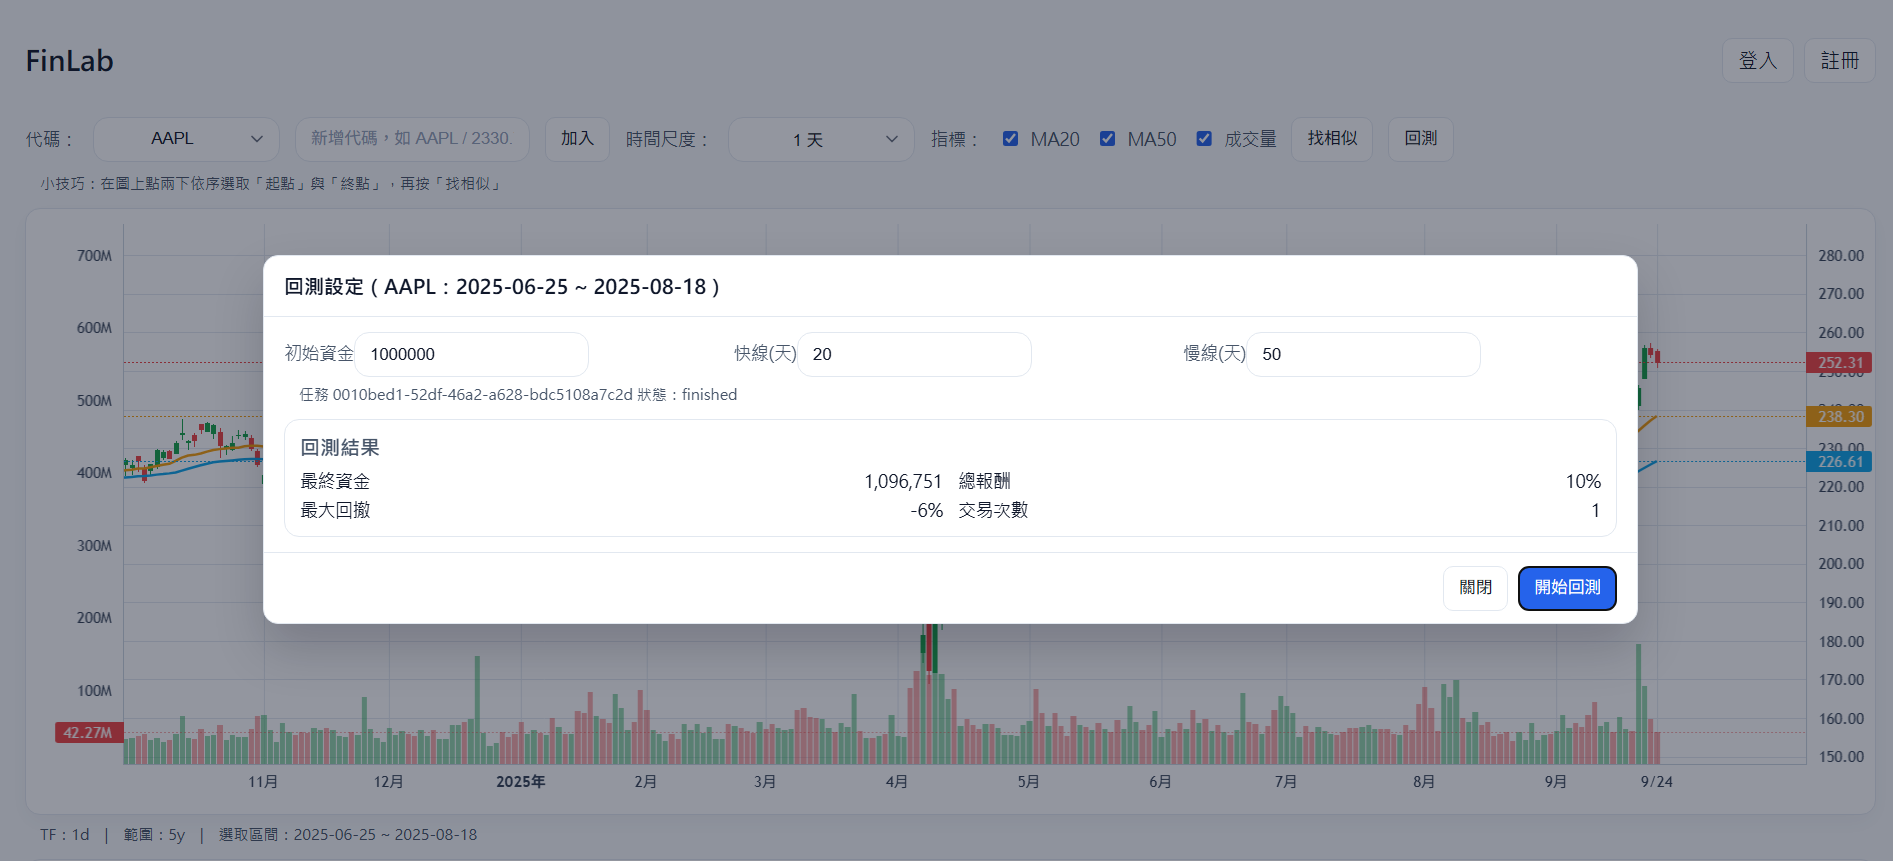 FinLab
登入
註冊
代碼：
AAPL
新增代碼，如 AAPL / 2330.
加入
時間尺度：
1 天
指標：
MA20
MA50
成交量
找相似
回測
小技巧：在圖上點兩下依序選取「起點」與「終點」，再按「找相似」
700M
600M
500M
400M
300M
200M
100M
42.27M
280.00
270.00
260.00
252.31
238.30
230.00
226.61
220.00
210.00
200.00
190.00
180.00
170.00
160.00
150.00
回測設定（AAPL：2025-06-25 ~ 2025-08-18）
初始資金 1000000
快線(天) 20
慢線(天) 50
任務 0010bed1-52df-46a2-a628-bdc5108a7c2d 狀態：finished
回測結果
最終資金 1,096,751 總報酬 10%
最大回撤 -6% 交易次數 1
關閉
開始回測
11月 12月 2025年 2月 3月 4月 5月 6月 7月 8月 9月 9/24
TF：1d | 範圍：5y | 選取區間：2025-06-25 ~ 2025-08-18